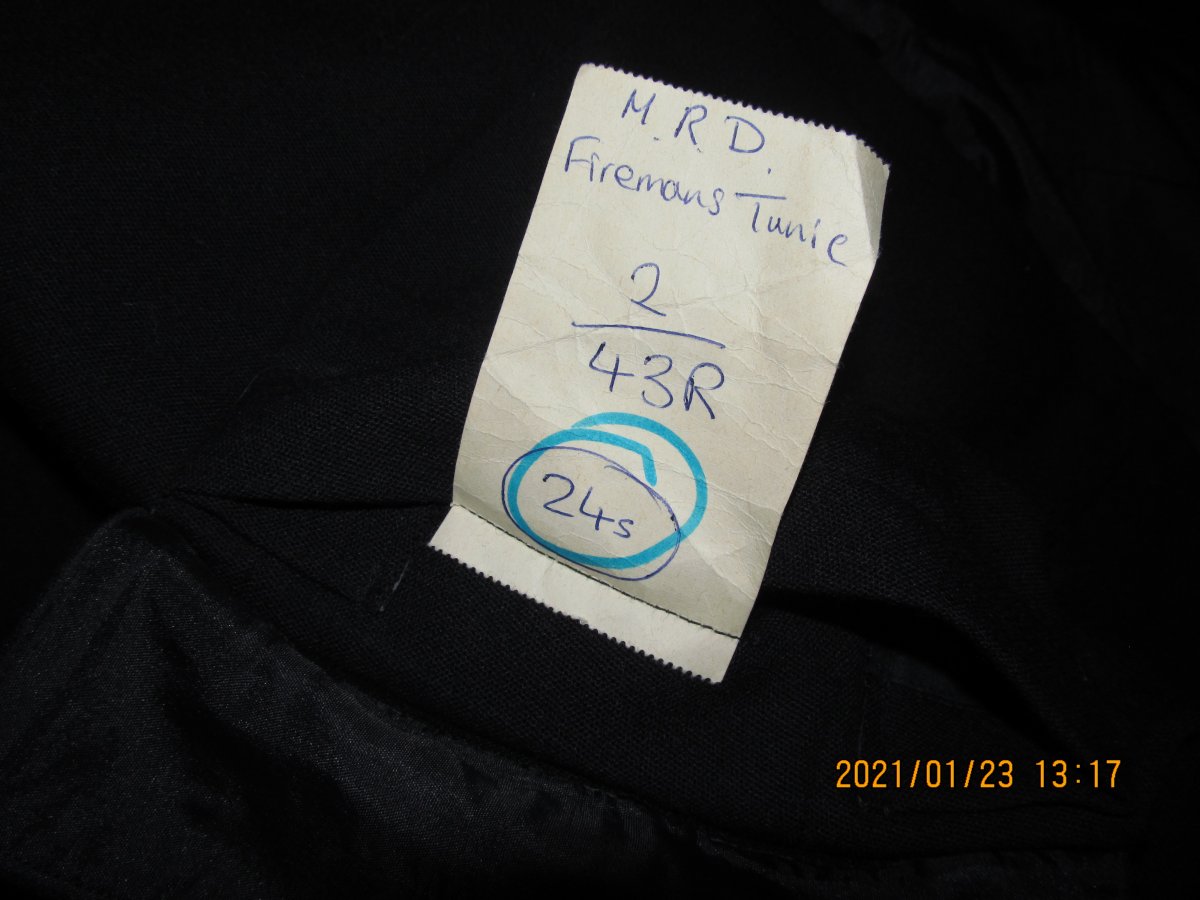 M.R.D.
Firemans Tunic
2
43R
24s
2021/01/23 13:17